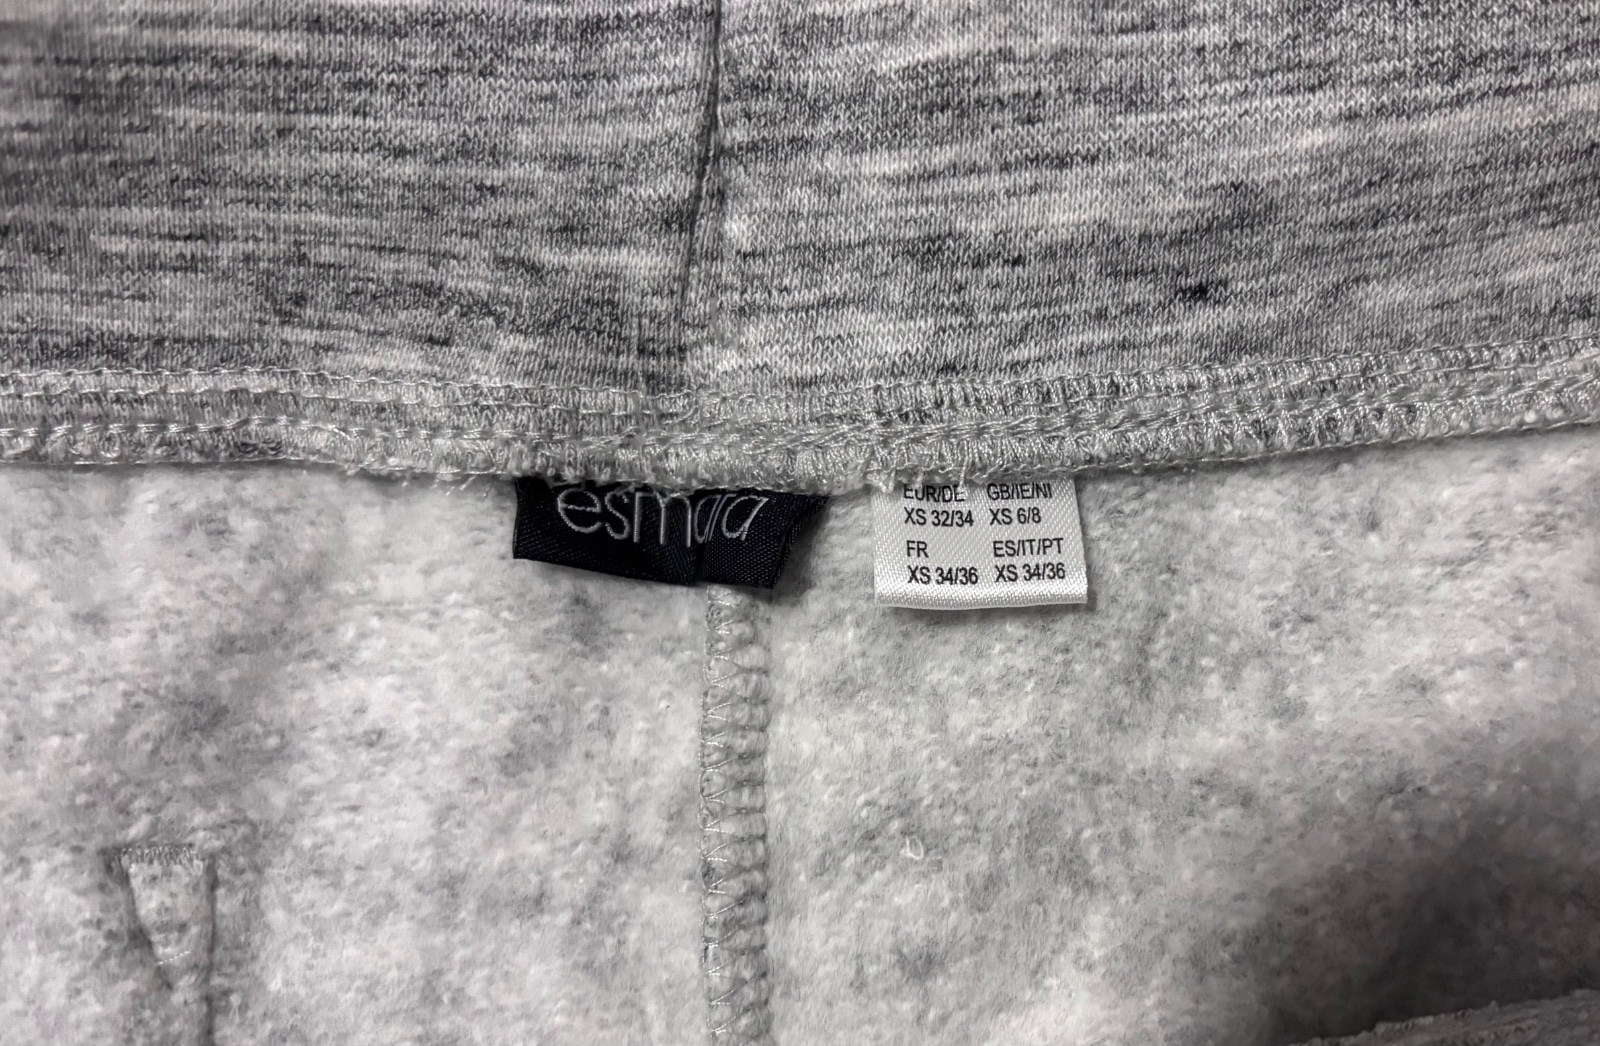 esmara
EUR/DE GB/IE/NI
XS 32/34 XS 6/8
FR ES/IT/PT
XS 34/36 XS 34/36